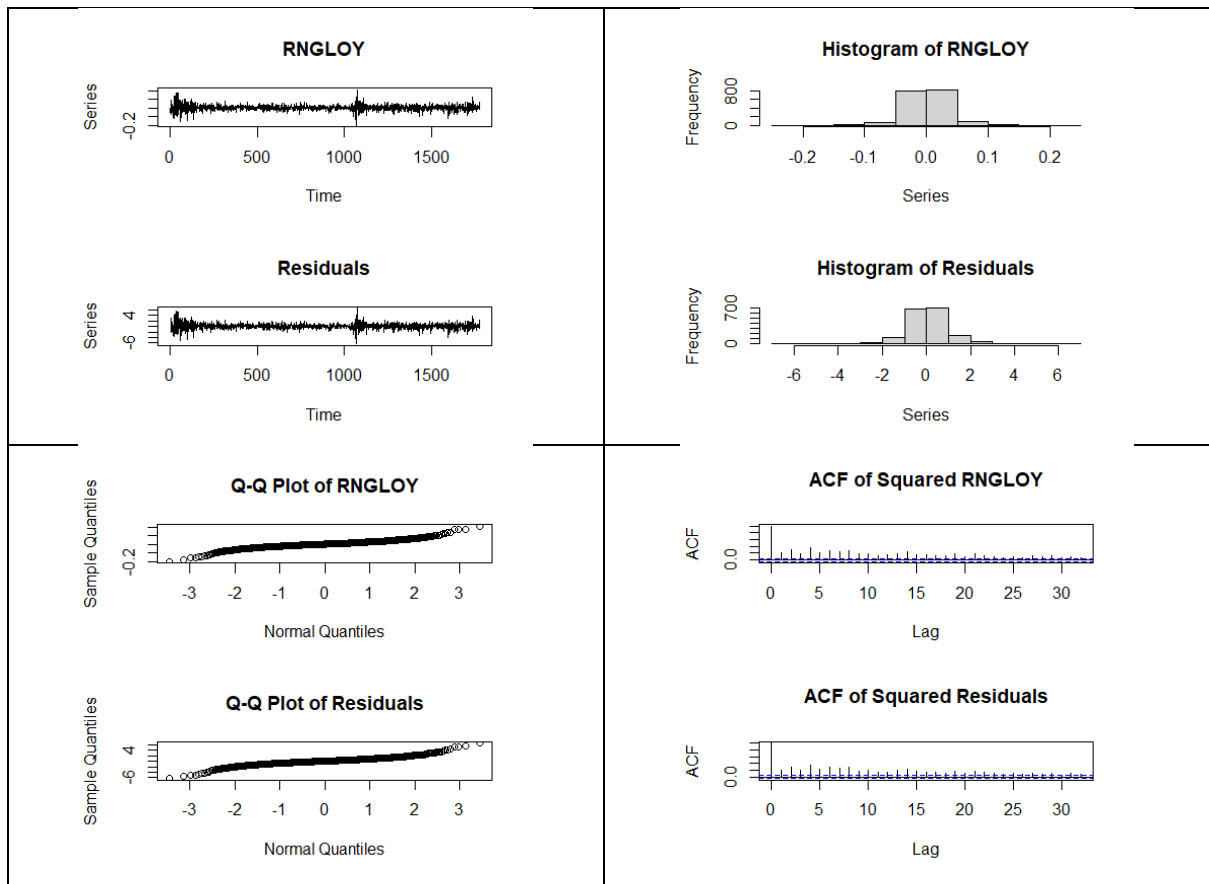 RNGLOY
Series
-0.2
0 500 1000 1500
Time
Residuals
Series
4
-6
0 500 1000 1500
Time
Histogram of RNGLOY
Frequency
800
0
-0.2 -0.1 0.0 0.1 0.2
Series
Histogram of Residuals
Frequency
700
0
-6 -4 -2 0 2 4 6
Series
Q-Q Plot of RNGLOY
Sample Quantiles
-0.2
-3 -2 -1 0 1 2 3
Normal Quantiles
Q-Q Plot of Residuals
Sample Quantiles
4
-6
-3 -2 -1 0 1 2 3
Normal Quantiles
ACF of Squared RNGLOY
ACF
0.0
0 5 10 15 20 25 30
Lag
ACF of Squared Residuals
ACF
0.0
0 5 10 15 20 25 30
Lag